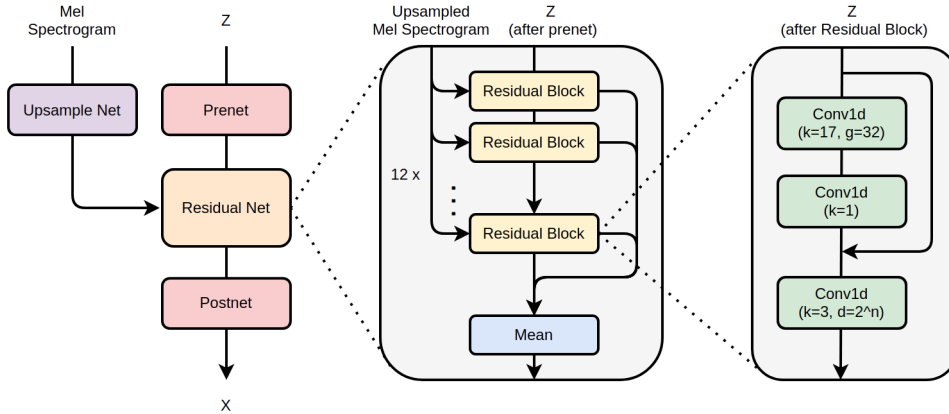 Mel
Spectrogram
Z
Upsample Net
Prenet
Residual Net
Postnet
X
Upsampled
Mel Spectrogram
Z
(after prenet)
Residual Block
Residual Block
12 x
Residual Block
Mean
Z
(after Residual Block)
Conv1d
(k=17, g=32)
Conv1d
(k=1)
Conv1d
(k=3, d=2^n)